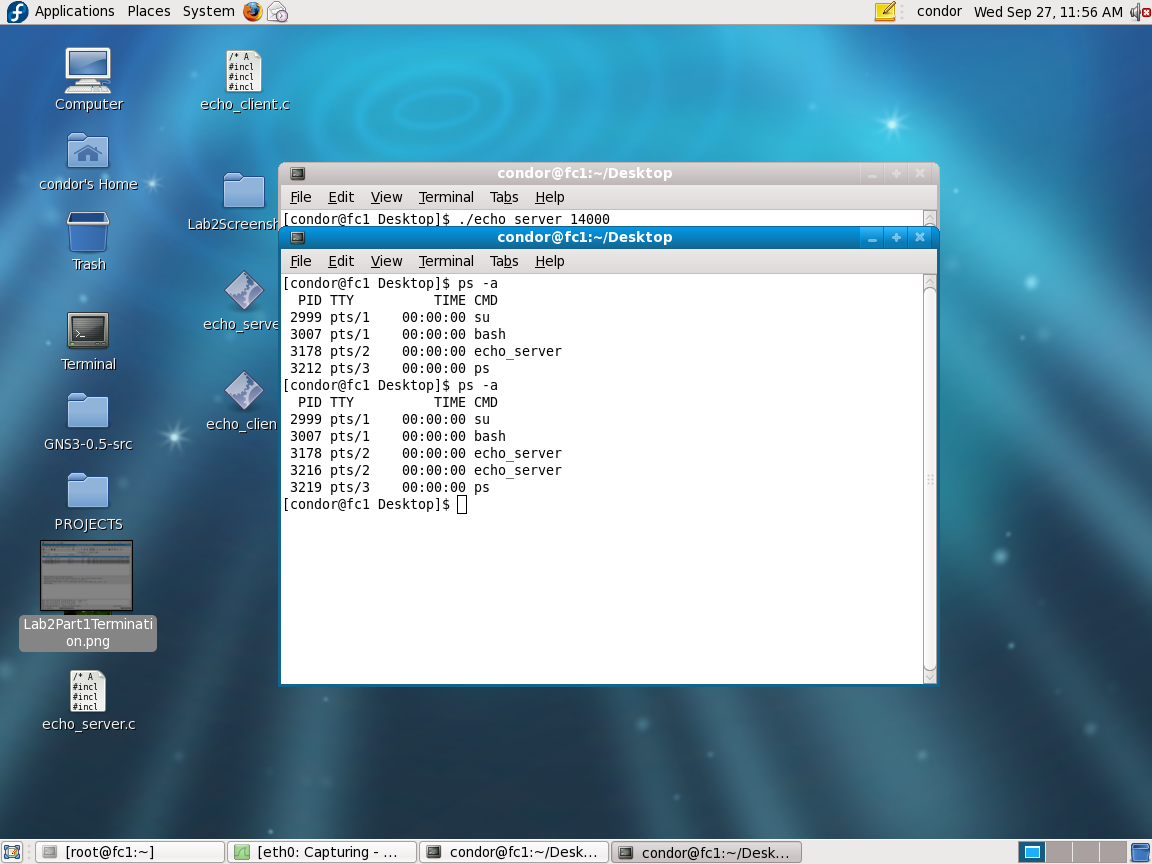 Applications Places System condor Wed Sep 27, 11:56 AM
Computer
condor's Home
Trash
Terminal
GNS3-0.5-src
PROJECTS
Lab2Part1Terminati
on.png
/* A
#incl
#incl
#incl
echo_server.c
/* A
#incl
#incl
#incl
echo_client.c
Lab2Screensh
echo_serve
echo_clien
condor@fc1:~/Desktop
File Edit View Terminal Tabs Help
[condor@fc1 Desktop]$ ./echo_server 14000
condor@fc1:~/Desktop
File Edit View Terminal Tabs Help
[condor@fc1 Desktop]$ ps -a
PID TTY TIME CMD
2999 pts/1 00:00:00 su
3007 pts/1 00:00:00 bash
3178 pts/2 00:00:00 echo_server
3212 pts/3 00:00:00 ps
[condor@fc1 Desktop]$ ps -a
PID TTY TIME CMD
2999 pts/1 00:00:00 su
3007 pts/1 00:00:00 bash
3178 pts/2 00:00:00 echo_server
3216 pts/2 00:00:00 echo_server
3219 pts/3 00:00:00 ps
[condor@fc1 Desktop]$
[root@fc1:~] [eth0: Capturing - ... condor@fc1:~/Desk... condor@fc1:~/Desk...